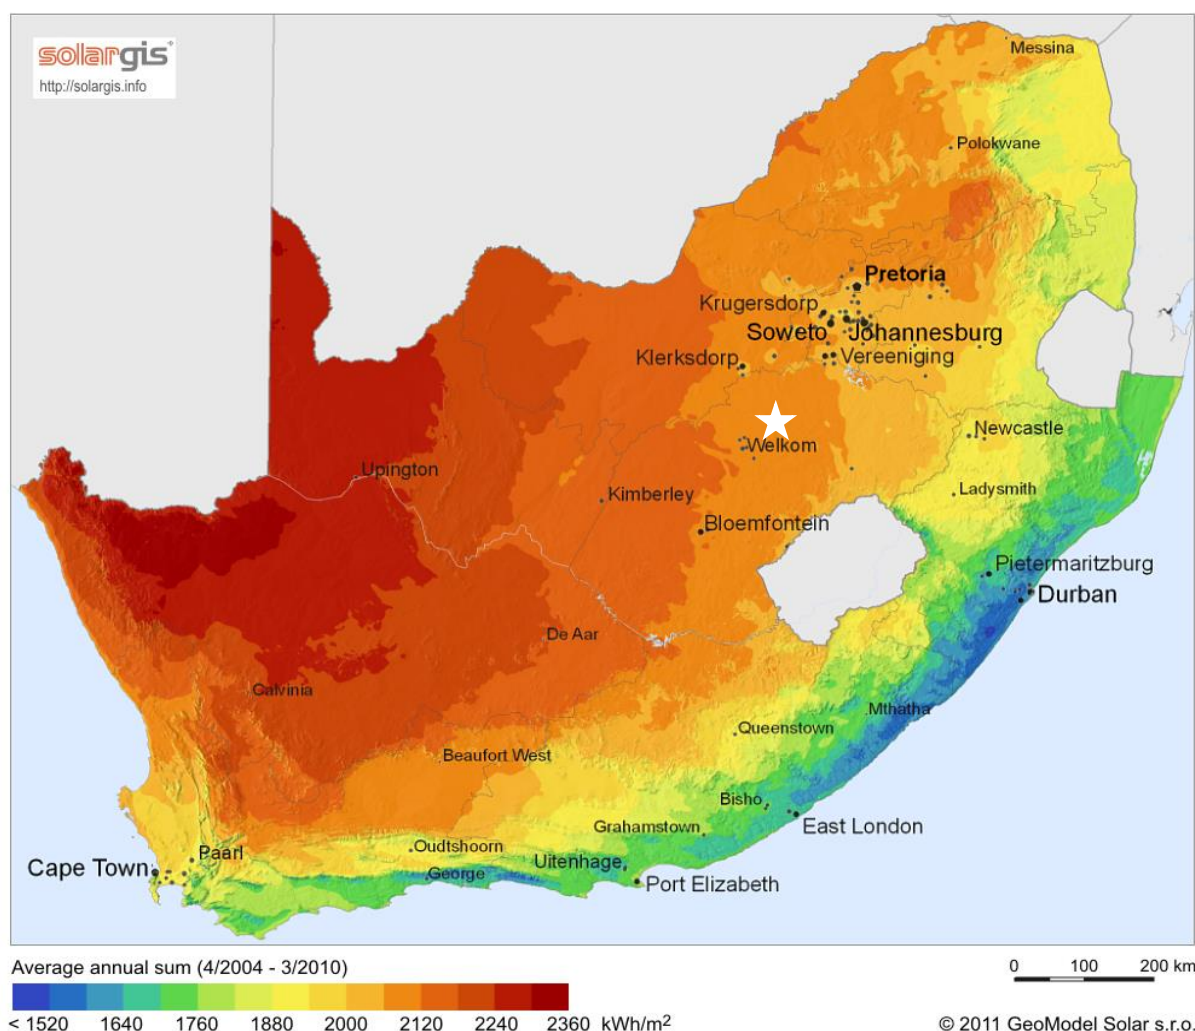 solargis
http://solargis.info
Messina
Polokwane
Pretoria
Krugersdorp
Soweto Johannesburg
Klerksdorp Vereeniging
Newcastle
Welkom
Upington
Kimberley
Ladysmith
Bloemfontein
Pietermaritzburg
Durban
De Aar
Calvinia
Mthatha
Queenstown
Beaufort West
Bisho
Grahamstown East London
Oudtshoorn
Paarl
Cape Town Uitenhage
George
Port Elizabeth
Average annual sum (4/2004 - 3/2010)
0 100 200 km
< 1520 1640 1760 1880 2000 2120 2240 2360 kWh/m²
© 2011 GeoModel Solar s.r.o.